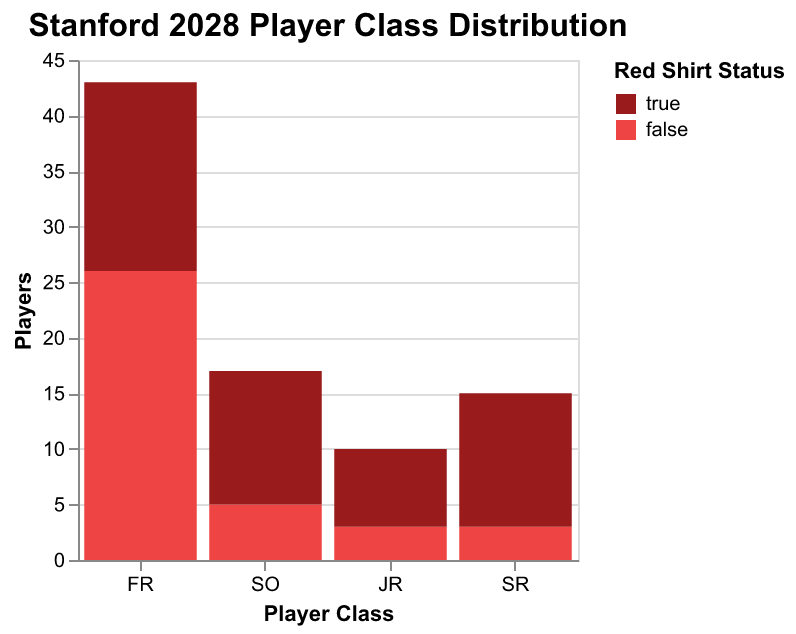 Stanford 2028 Player Class Distribution
Players
45
40
35
30
25
20
15
10
5
0
FR SO JR SR
Player Class
Red Shirt Status
true
false